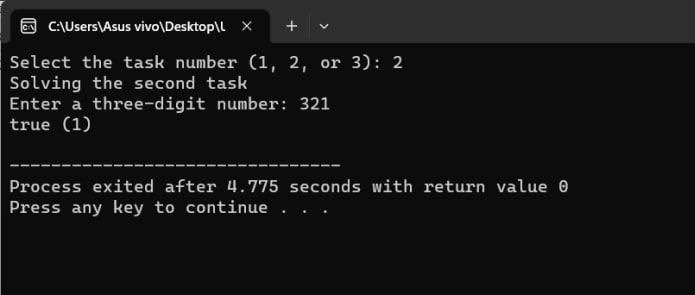 C:\Users\Asus vivo\Desktop\l
Select the task number (1, 2, or 3): 2
Solving the second task
Enter a three-digit number: 321
true (1)
--------------------------------
Process exited after 4.775 seconds with return value 0
Press any key to continue . . .